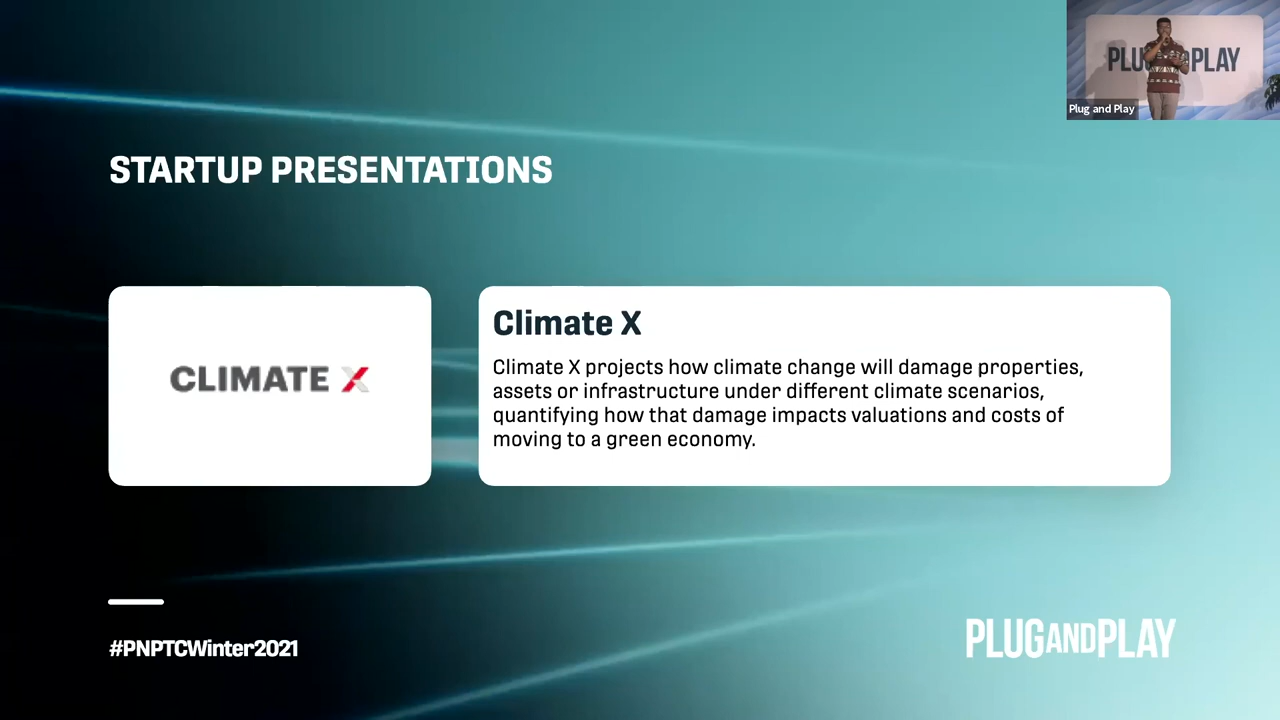 PLUGANDPLAY
Plug and Play
STARTUP PRESENTATIONS
CLIMATE X
Climate X
Climate X projects how climate change will damage properties,
assets or infrastructure under different climate scenarios,
quantifying how that damage impacts valuations and costs of
moving to a green economy.
#PNPTCWinter2021
PLUGANDPLAY